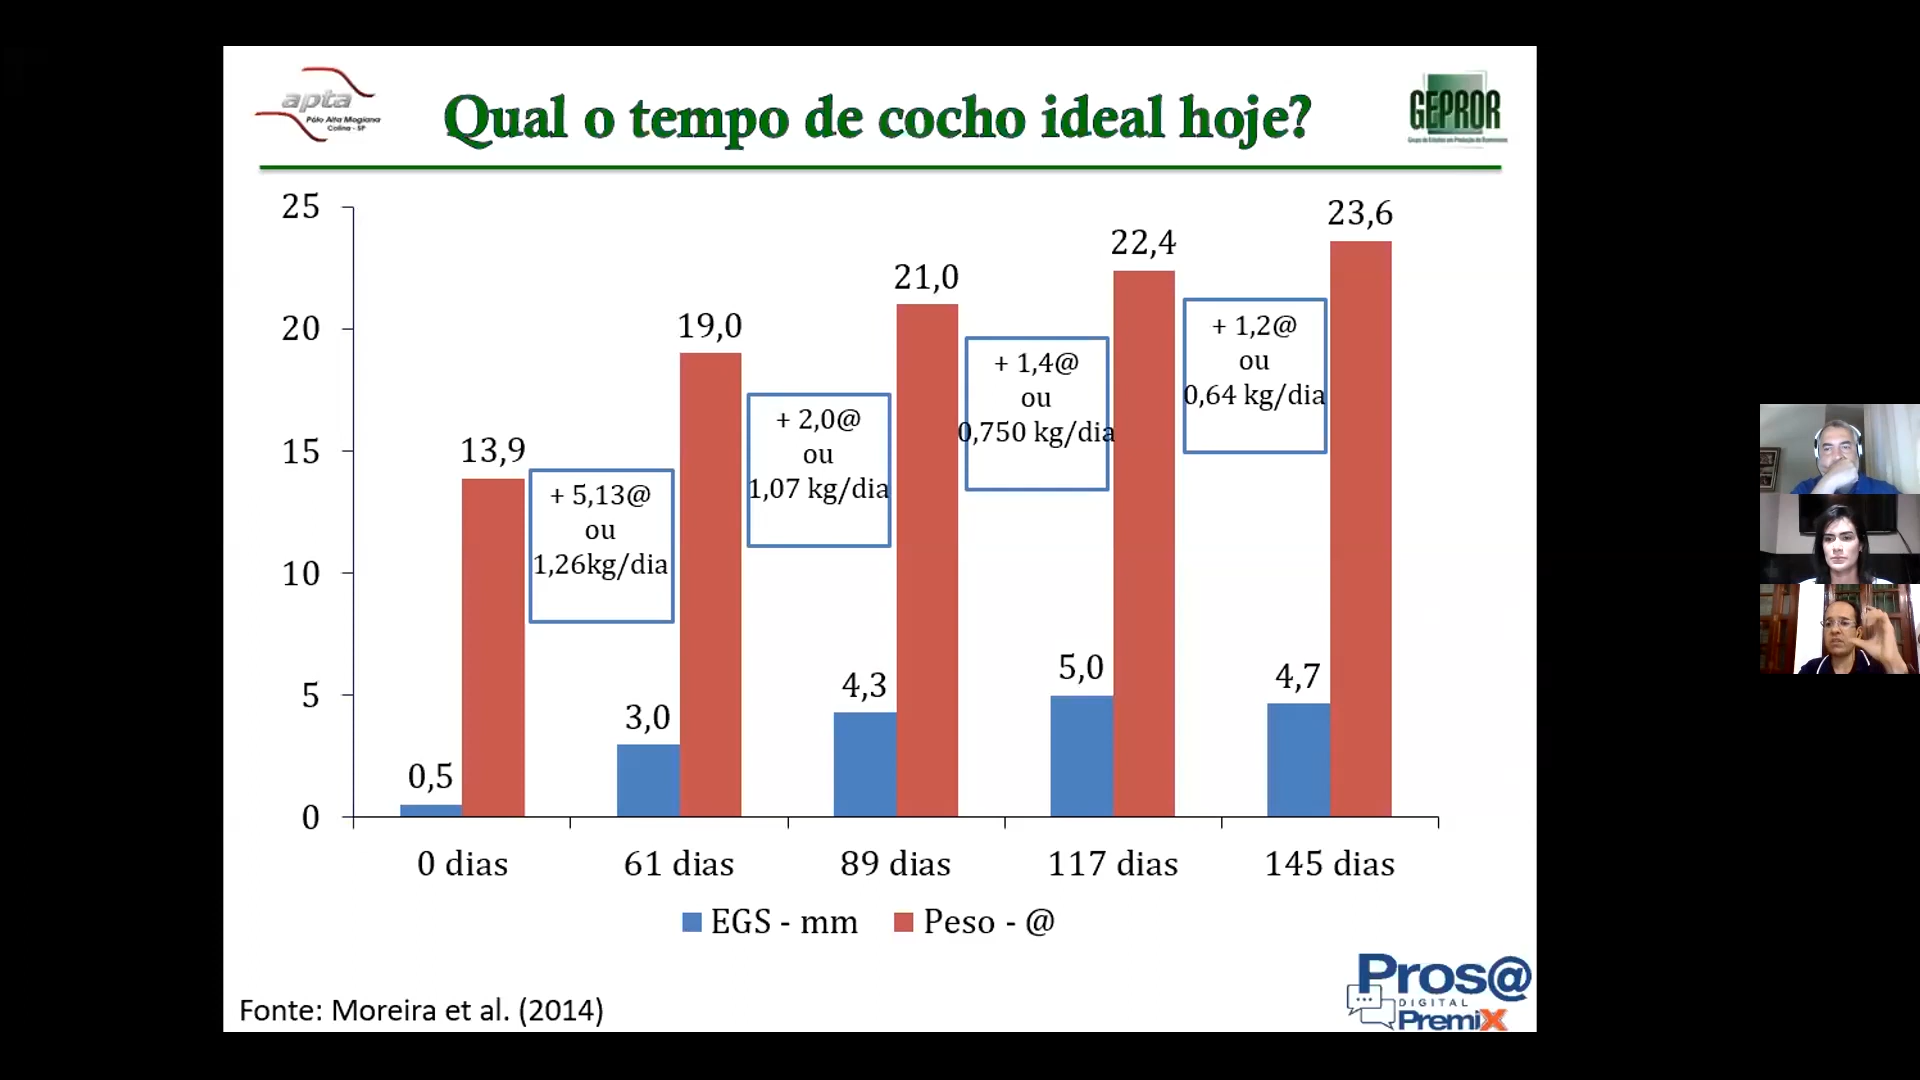 apta
Pólo Alta Mogiana
Colina - SP
Qual o tempo de cocho ideal hoje?
GEPROR
25
20
15
10
5
0
0,5
13,9
+ 5,13@
ou
1,26kg/dia
3,0
19,0
+ 2,0@
ou
1,07 kg/dia
4,3
21,0
+ 1,4@
ou
0,750 kg/dia
5,0
22,4
+ 1,2@
ou
0,64 kg/dia
4,7
23,6
0 dias
61 dias
89 dias
117 dias
145 dias
EGS - mm
Peso - @
Fonte: Moreira et al. (2014)
Pros@
DIGITAL
PremiX